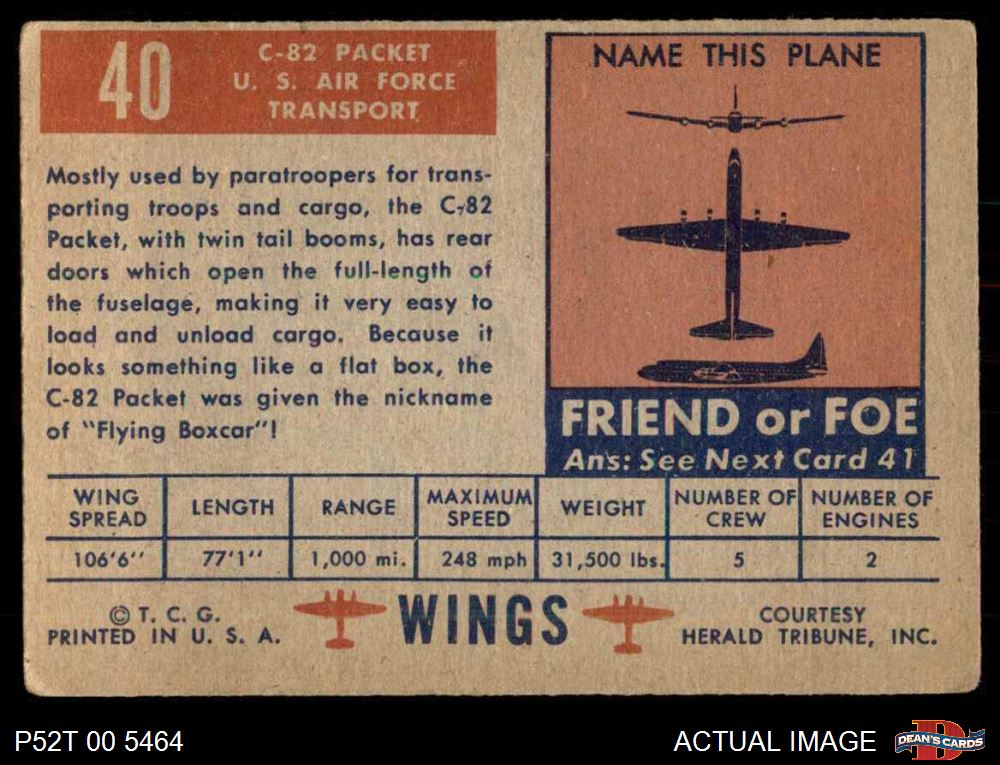 40
C-82 PACKET
U. S. AIR FORCE
TRANSPORT
Mostly used by paratroopers for trans-
porting troops and cargo, the C-82
Packet, with twin tail booms, has rear
doors which open the full-length of
the fuselage, making it very easy to
load and unload cargo. Because it
looks something like a flat box, the
C-82 Packet was given the nickname
of "Flying Boxcar"!
NAME THIS PLANE
FRIEND or FOE
Ans: See Next Card 41
WING SPREAD LENGTH RANGE MAXIMUM SPEED WEIGHT NUMBER OF CREW NUMBER OF ENGINES
106'6'' 77'1'' 1,000 mi. 248 mph 31,500 lbs. 5 2
© T. C. G.
PRINTED IN U. S. A.
WINGS
COURTESY
HERALD TRIBUNE, INC.
P52T 00 5464
ACTUAL IMAGE
D
DEAN'S CARDS